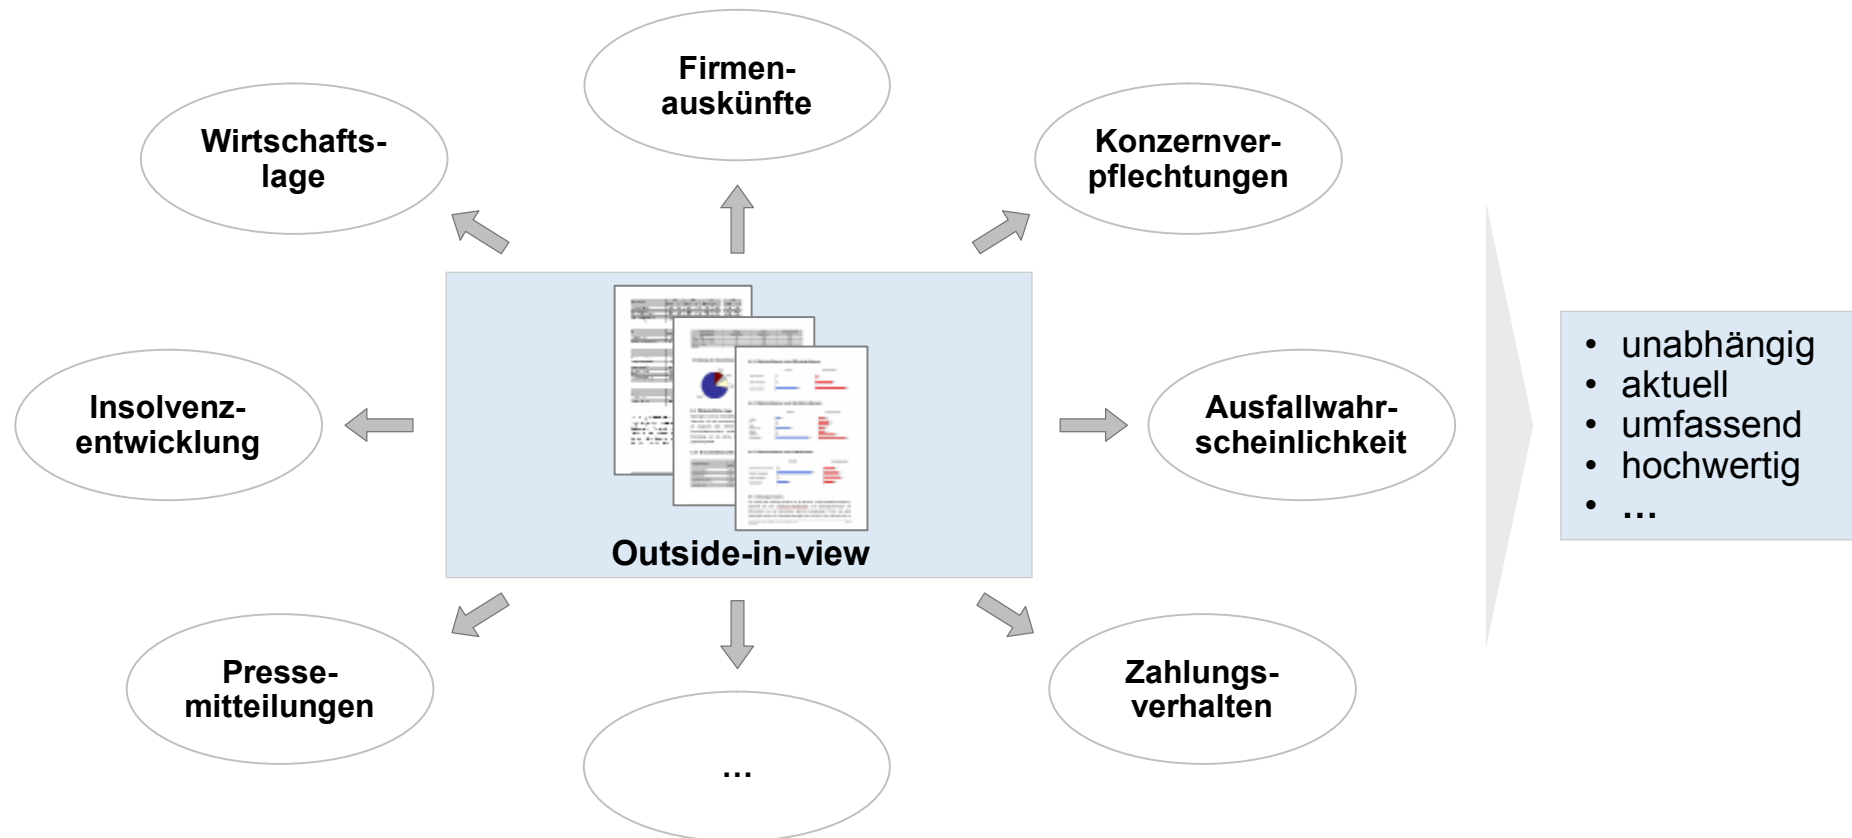 Firmen-
auskünfte
Wirtschafts-
lage
Konzernver-
pflechtungen
Insolvenz-
entwicklung
Outside-in-view
Ausfallwahr-
scheinlichkeit
• unabhängig
• aktuell
• umfassend
• hochwertig
• ...
Presse-
mitteilungen
...
Zahlungs-
verhalten